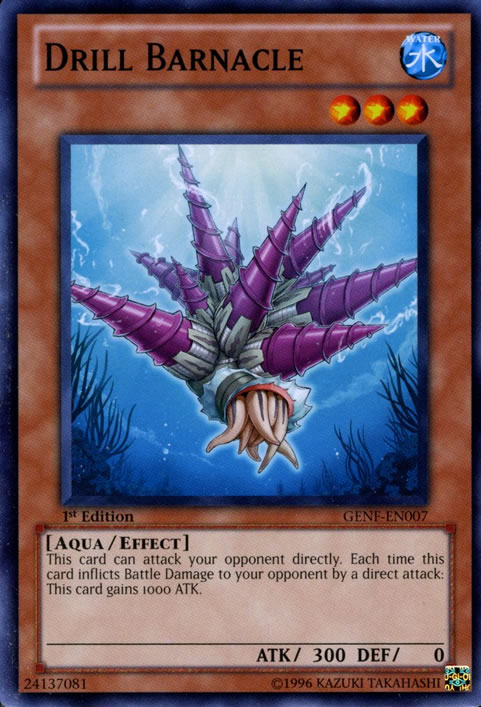 DRILL BARNACLE
WATER
水
1st Edition
GENF-EN007
[AQUA/EFFECT]
This card can attack your opponent directly. Each time this
card inflicts Battle Damage to your opponent by a direct attack:
This card gains 1000 ATK.
ATK/ 300 DEF/ 0
24137081
©1996 KAZUKI TAKAHASHI